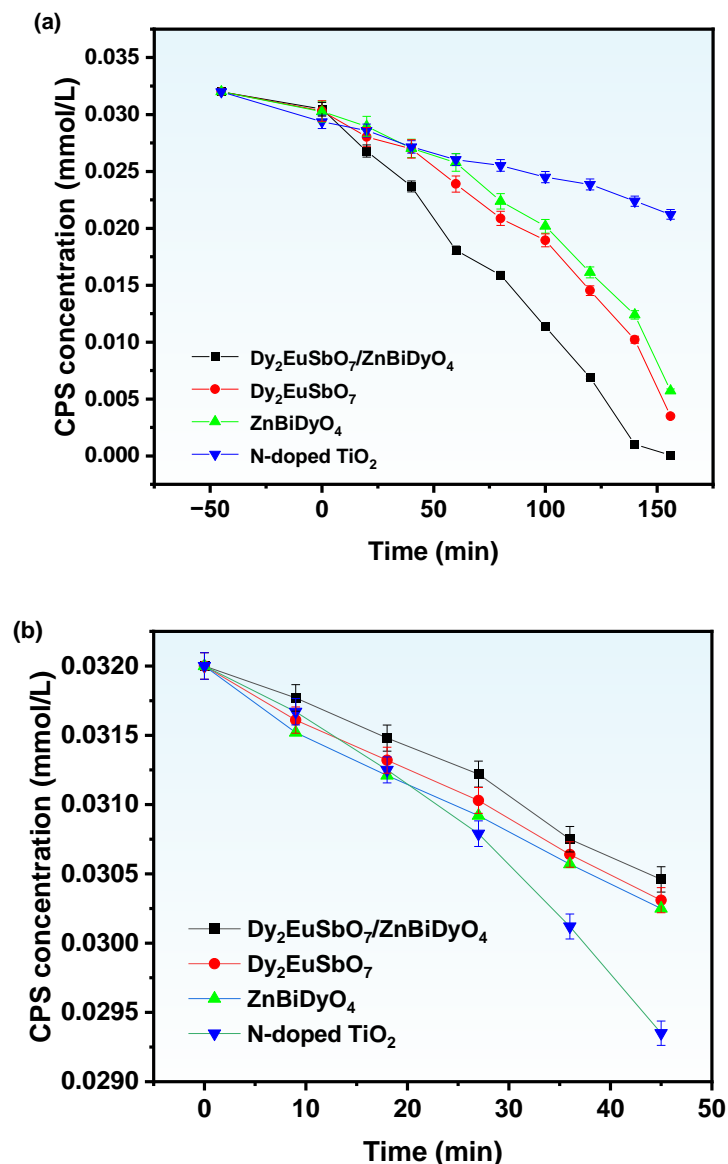 (a)
CPS concentration (mmol/L)
0.035
0.030
0.025
0.020
0.015
0.010
0.005
0.000
Dy₂EuSbO₇/ZnBiDyO₄
Dy₂EuSbO₇
ZnBiDyO₄
N-doped TiO₂
−50 0 50 100 150
Time (min)
(b)
CPS concentration (mmol/L)
0.0320
0.0315
0.0310
0.0305
0.0300
0.0295
0.0290
Dy₂EuSbO₇/ZnBiDyO₄
Dy₂EuSbO₇
ZnBiDyO₄
N-doped TiO₂
0 10 20 30 40 50
Time (min)